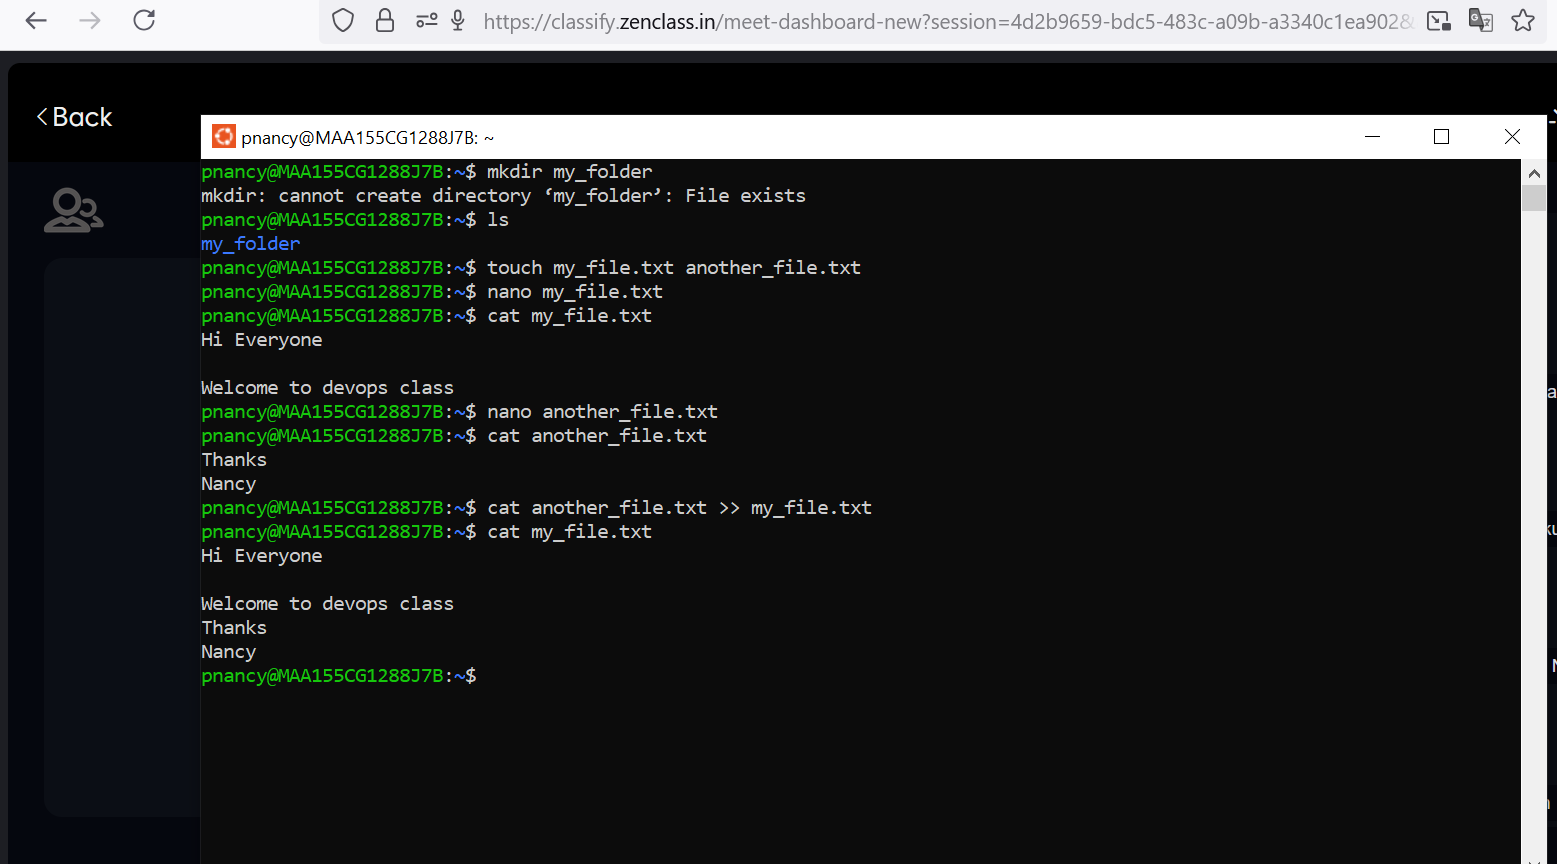 https://classify.zenclass.in/meet-dashboard-new?session=4d2b9659-bdc5-483c-a09b-a3340c1ea902&
Back
pnancy@MAA155CG1288J7B: ~
pnancy@MAA155CG1288J7B:~$ mkdir my_folder
mkdir: cannot create directory ‘my_folder’: File exists
pnancy@MAA155CG1288J7B:~$ ls
my_folder
pnancy@MAA155CG1288J7B:~$ touch my_file.txt another_file.txt
pnancy@MAA155CG1288J7B:~$ nano my_file.txt
pnancy@MAA155CG1288J7B:~$ cat my_file.txt
Hi Everyone
Welcome to devops class
pnancy@MAA155CG1288J7B:~$ nano another_file.txt
pnancy@MAA155CG1288J7B:~$ cat another_file.txt
Thanks
Nancy
pnancy@MAA155CG1288J7B:~$ cat another_file.txt >> my_file.txt
pnancy@MAA155CG1288J7B:~$ cat my_file.txt
Hi Everyone
Welcome to devops class
Thanks
Nancy
pnancy@MAA155CG1288J7B:~$